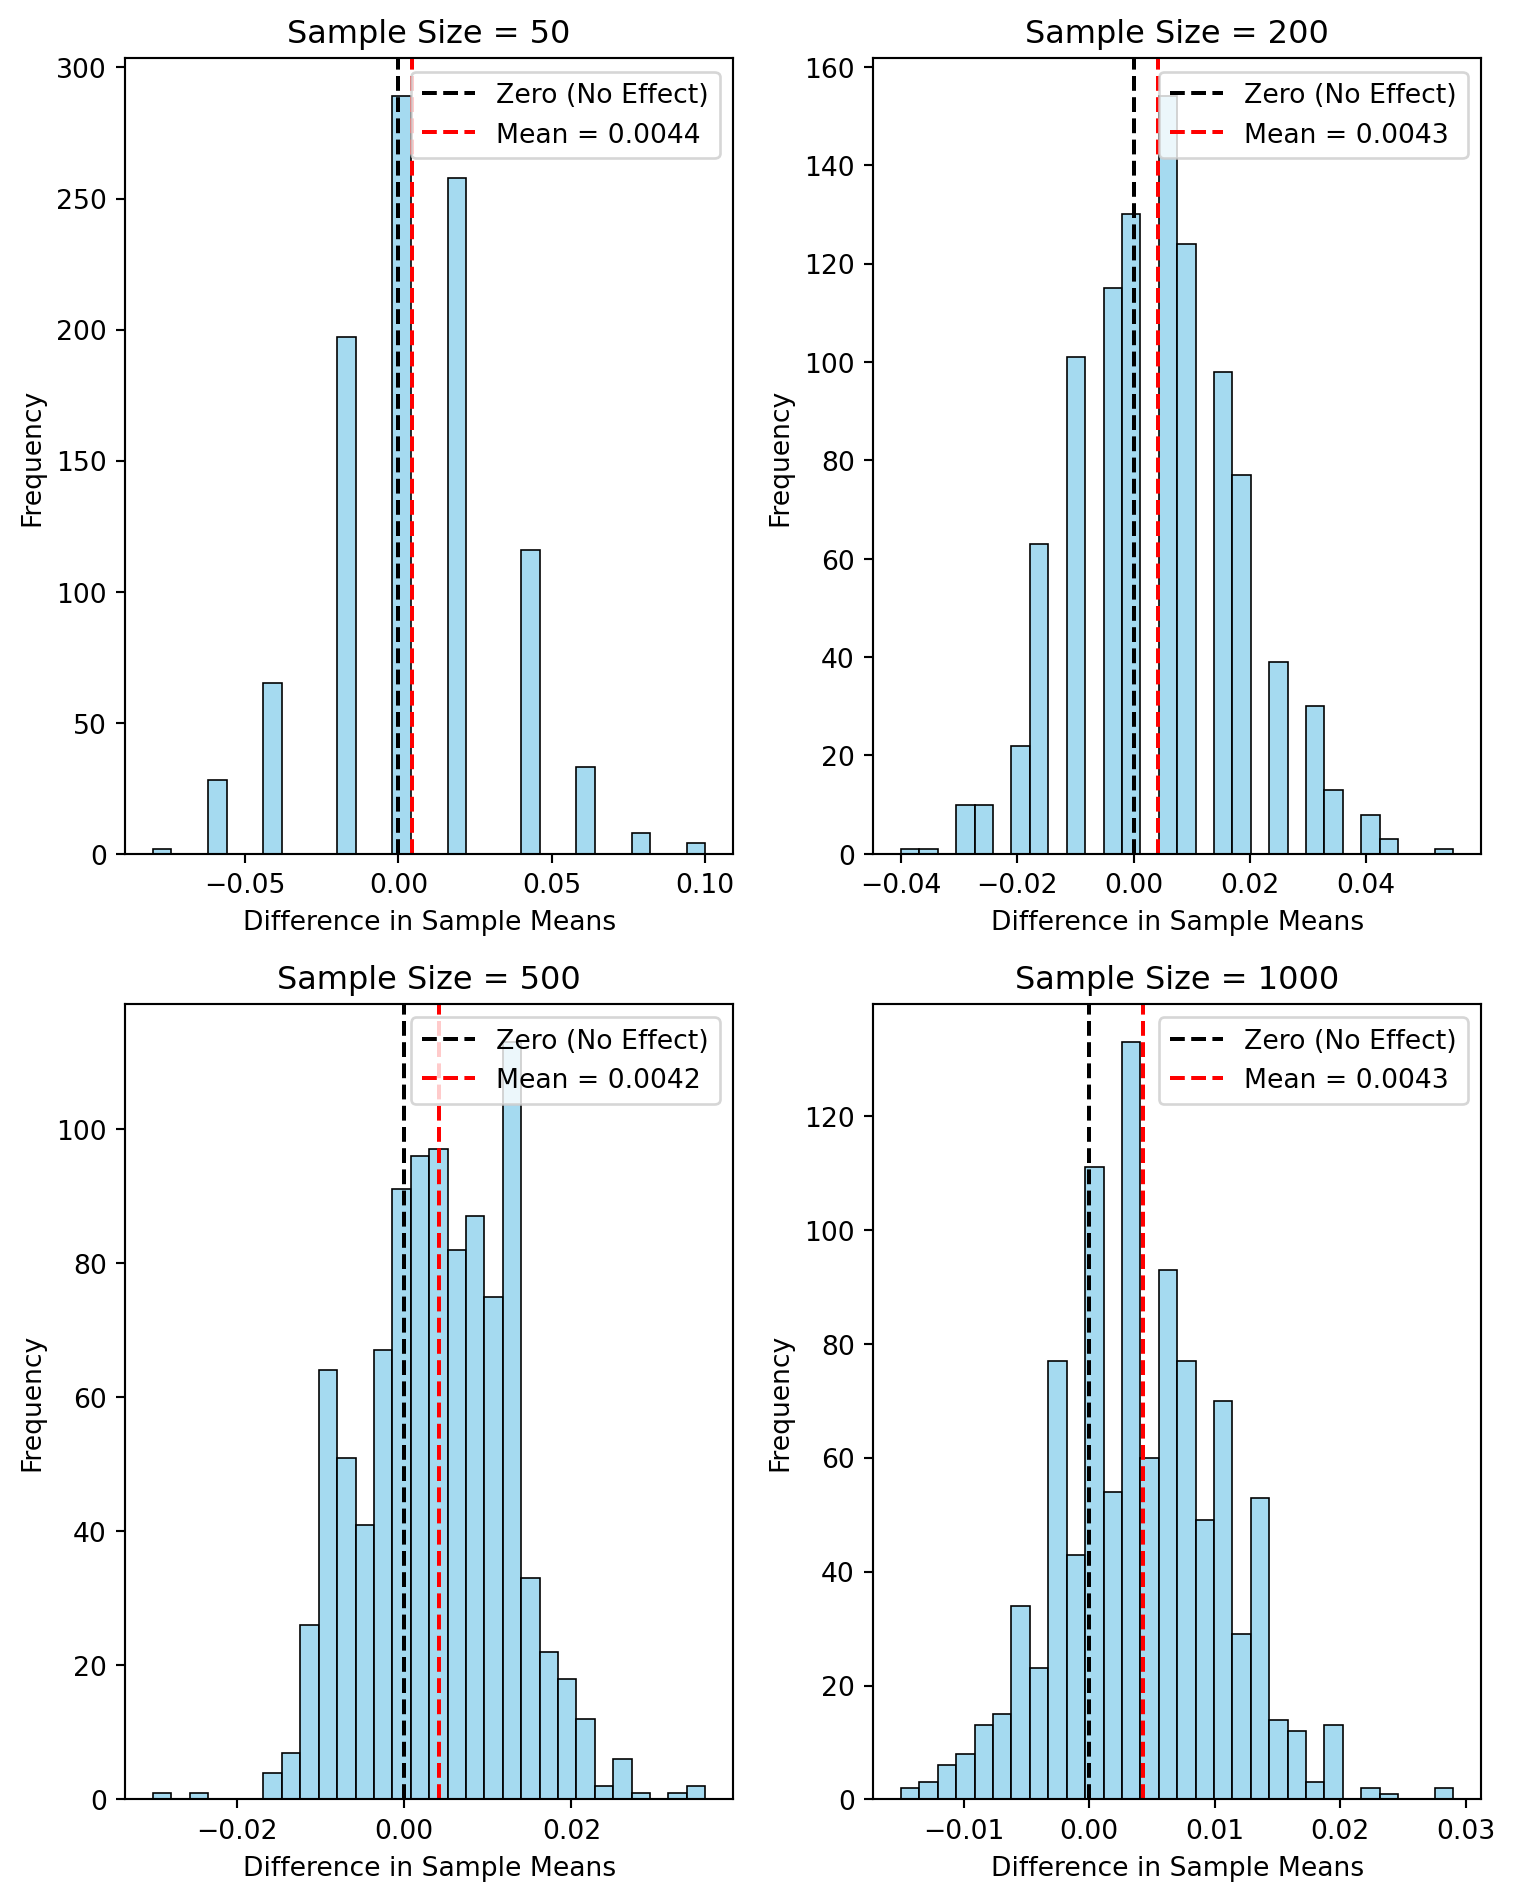 Sample Size = 50
Zero (No Effect)
Mean = 0.0044
300
250
200
150
100
50
0
Frequency
−0.05 0.00 0.05 0.10
Difference in Sample Means
Sample Size = 200
Zero (No Effect)
Mean = 0.0043
160
140
120
100
80
60
40
20
0
Frequency
−0.04 −0.02 0.00 0.02 0.04
Difference in Sample Means
Sample Size = 500
Zero (No Effect)
Mean = 0.0042
100
80
60
40
20
0
Frequency
−0.02 0.00 0.02
Difference in Sample Means
Sample Size = 1000
Zero (No Effect)
Mean = 0.0043
120
100
80
60
40
20
0
Frequency
−0.01 0.00 0.01 0.02 0.03
Difference in Sample Means